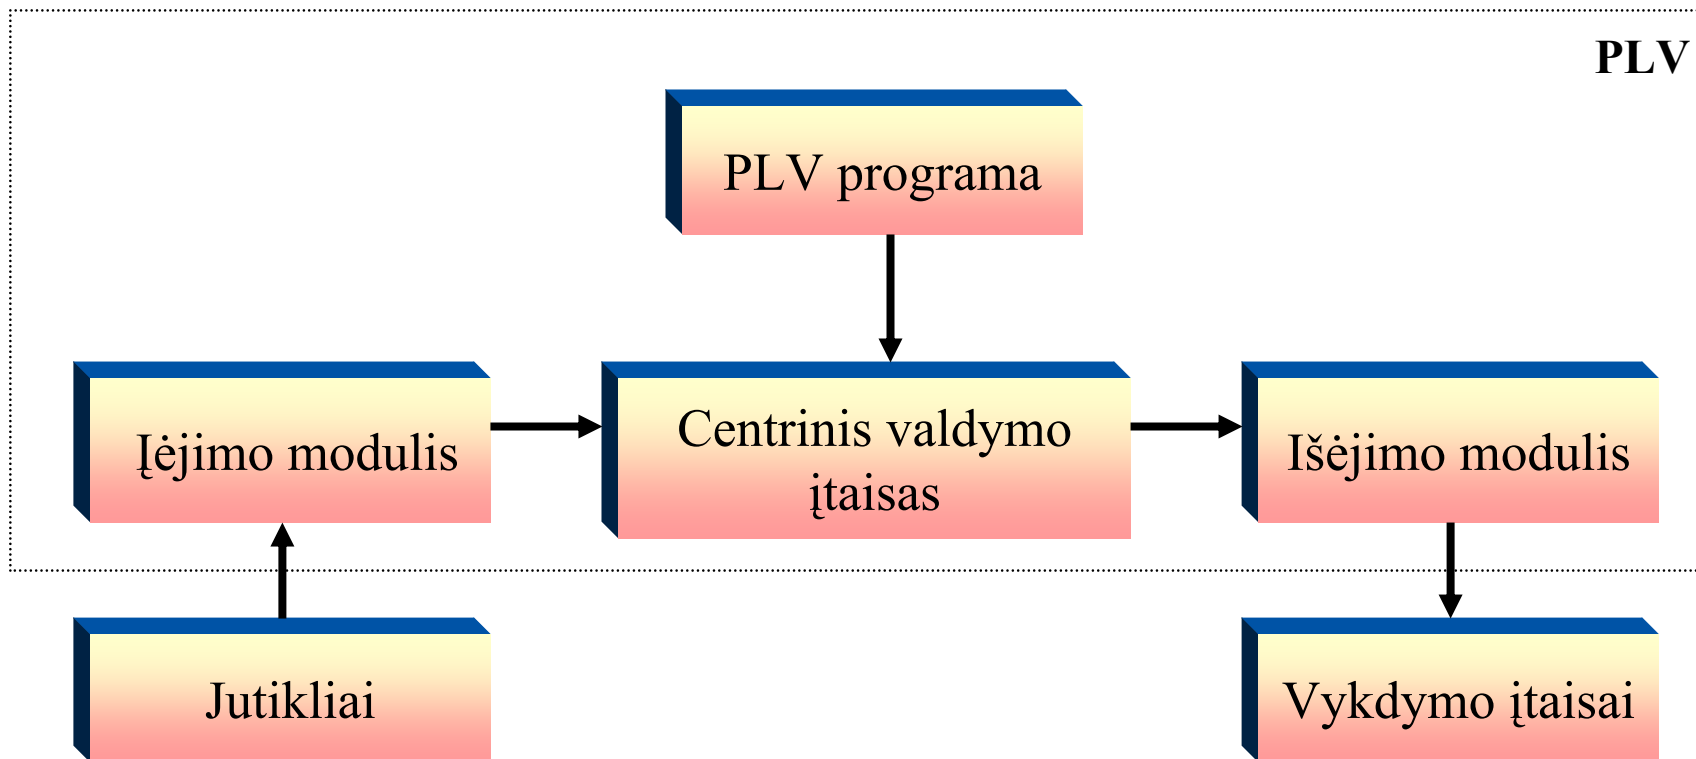 PLV
PLV programa
Įėjimo modulis
Centrinis valdymo
įtaisas
Išėjimo modulis
Jutikliai
Vykdymo įtaisai